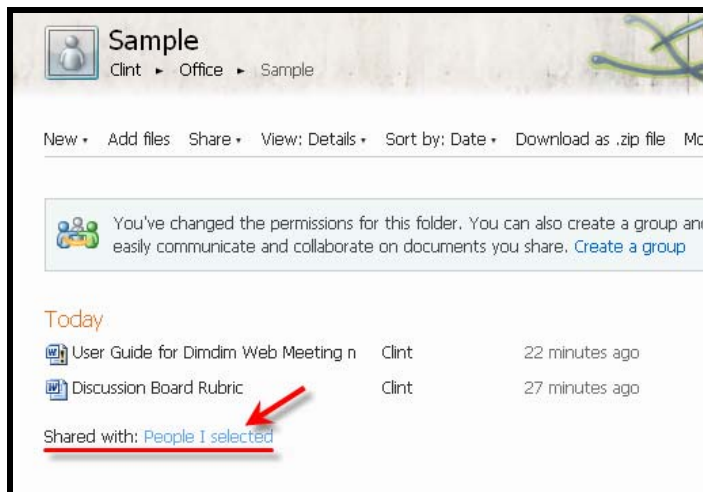 Sample
Clint ▸ Office ▸ Sample
New ▾ Add files Share ▾ View: Details ▾ Sort by: Date ▾ Download as .zip file
You've changed the permissions for this folder. You can also create a group and
easily communicate and collaborate on documents you share. Create a group
Today
User Guide for Dimdim Web Meeting n Clint 22 minutes ago
Discussion Board Rubric Clint 27 minutes ago
Shared with: People I selected